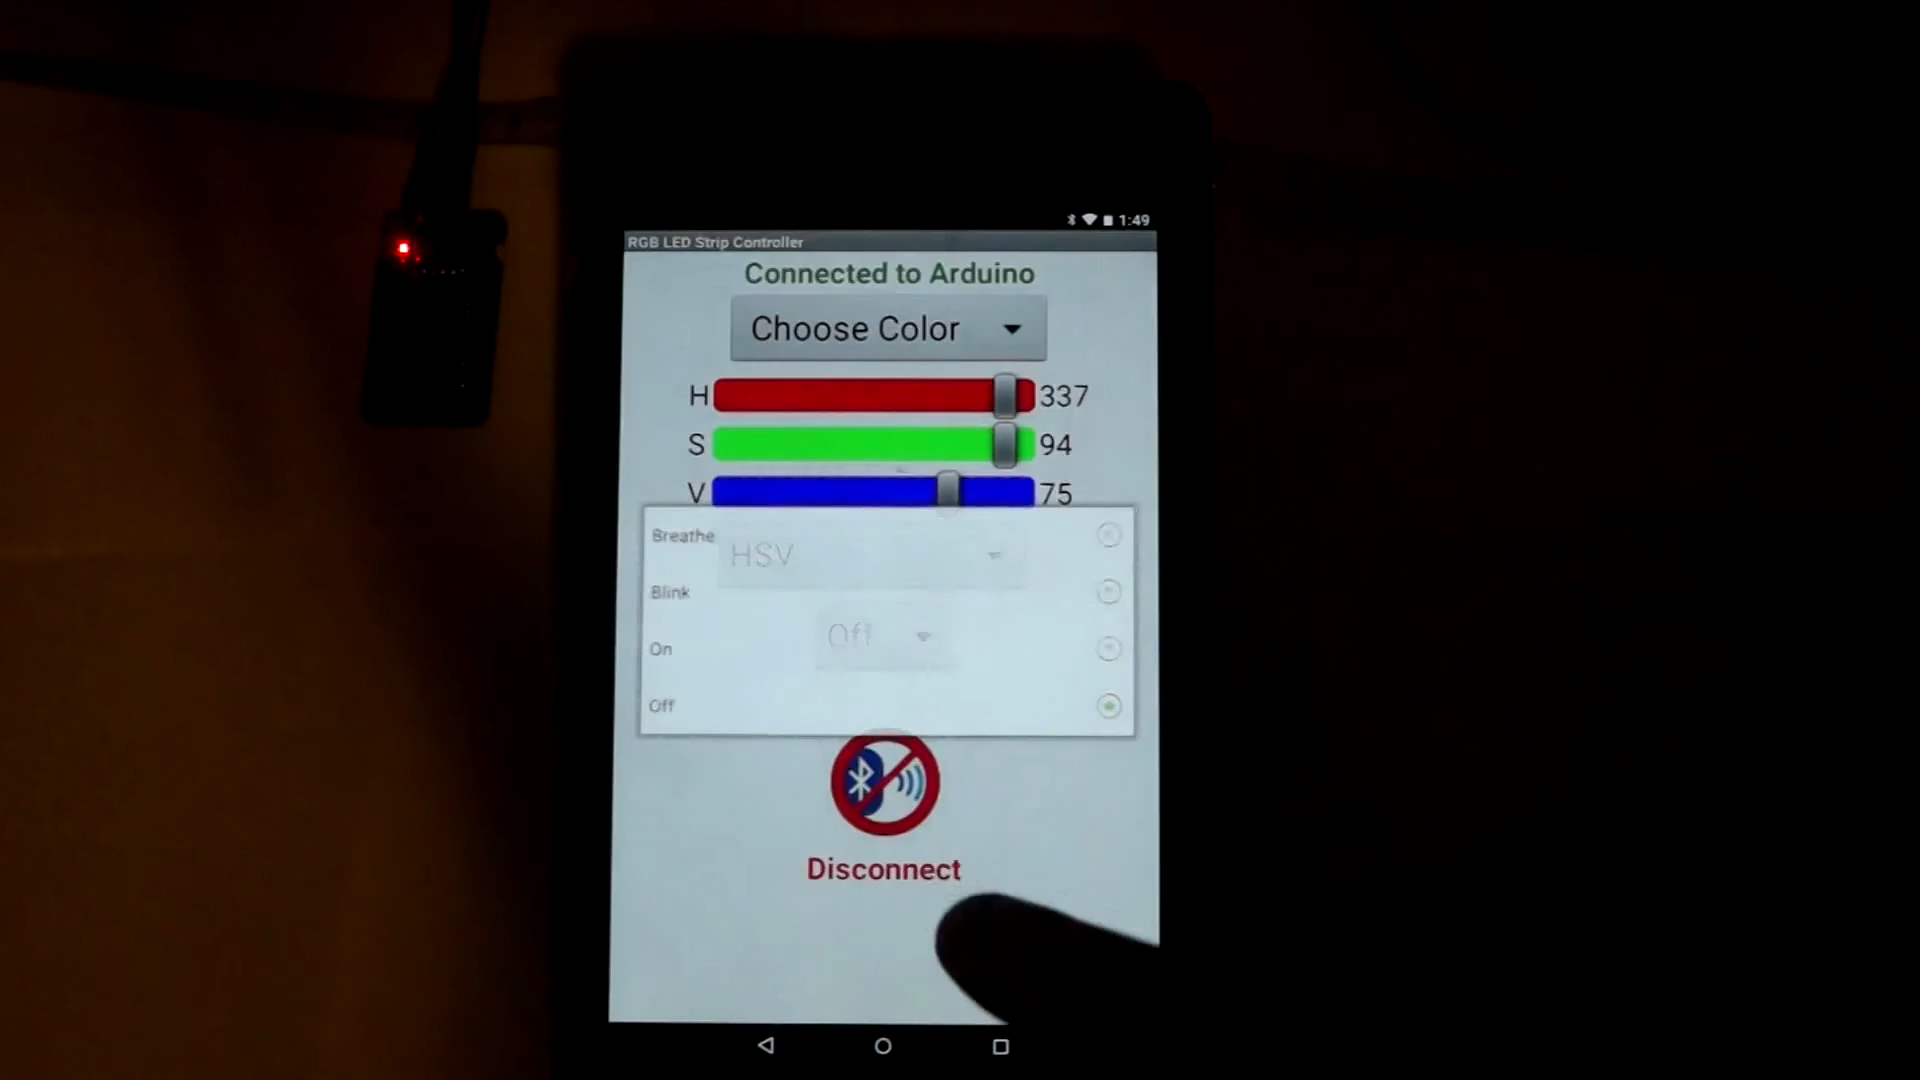 1:49
RGB LED Strip Controller
Connected to Arduino
Choose Color
H 337
S 94
V 75
Breathe
HSV
Blink
Off
On
Off
Disconnect